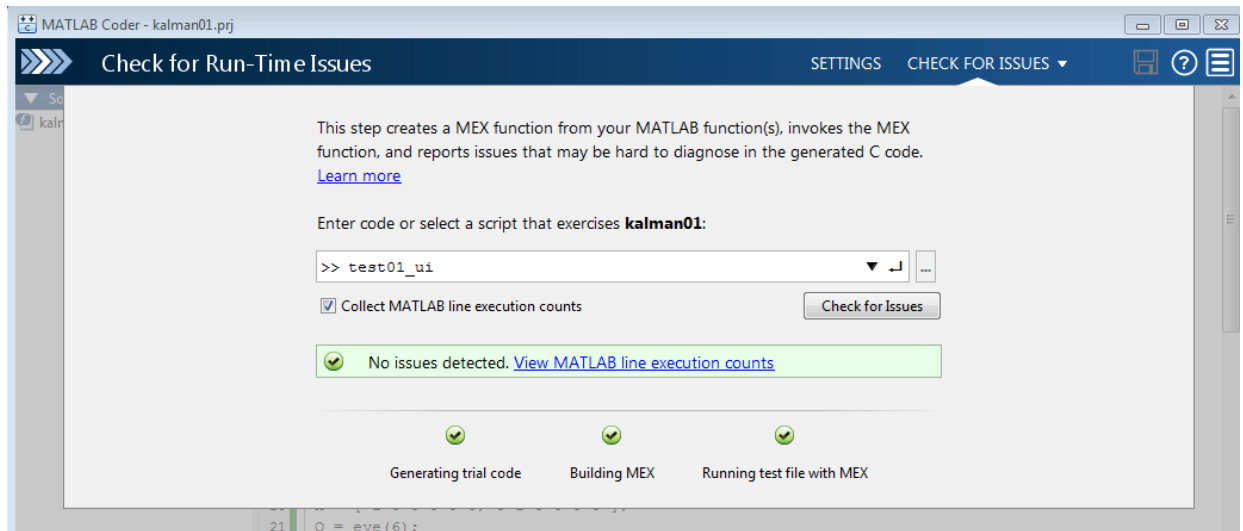 MATLAB Coder - kalman01.prj
Check for Run-Time Issues
SETTINGS
CHECK FOR ISSUES
So
kalr
This step creates a MEX function from your MATLAB function(s), invokes the MEX
function, and reports issues that may be hard to diagnose in the generated C code.
Learn more
Enter code or select a script that exercises kalman01:
>> test01_ui
...
Collect MATLAB line execution counts
Check for Issues
No issues detected. View MATLAB line execution counts
Generating trial code
Building MEX
Running test file with MEX
21 Q = eye(6);